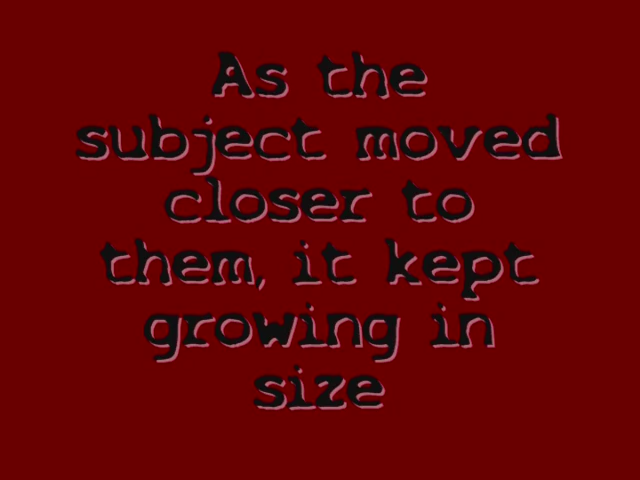 As the
subject moved
closer to
them, it kept
growing in
size